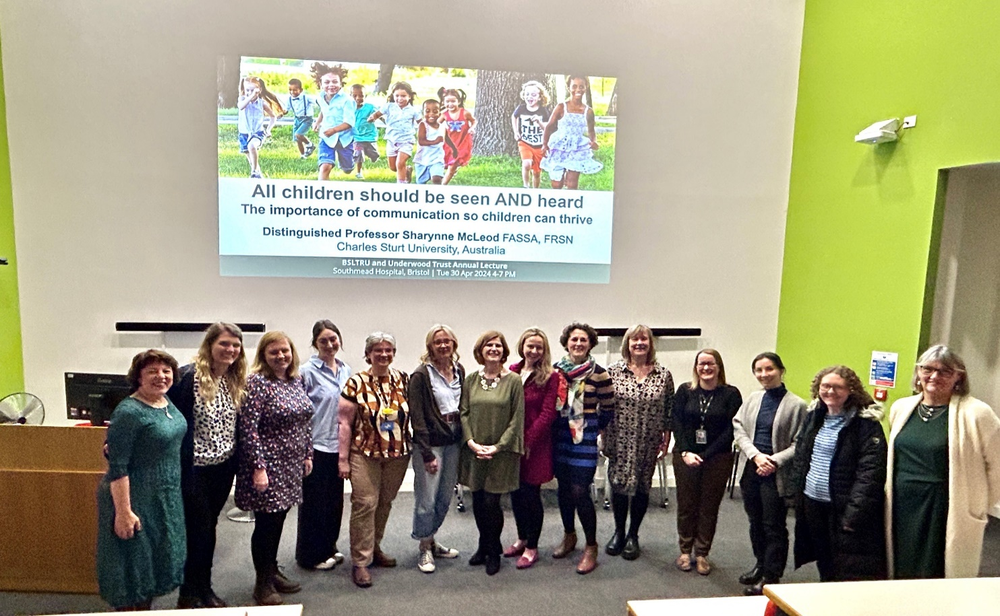 THE
BEST
All children should be seen AND heard
The importance of communication so children can thrive
Distinguished Professor Sharynne McLeod FASSA, FRSN
Charles Sturt University, Australia
BSLTRU and Underwood Trust Annual Lecture
Southmead Hospital, Bristol | Tue 30 Apr 2024 4-7 PM